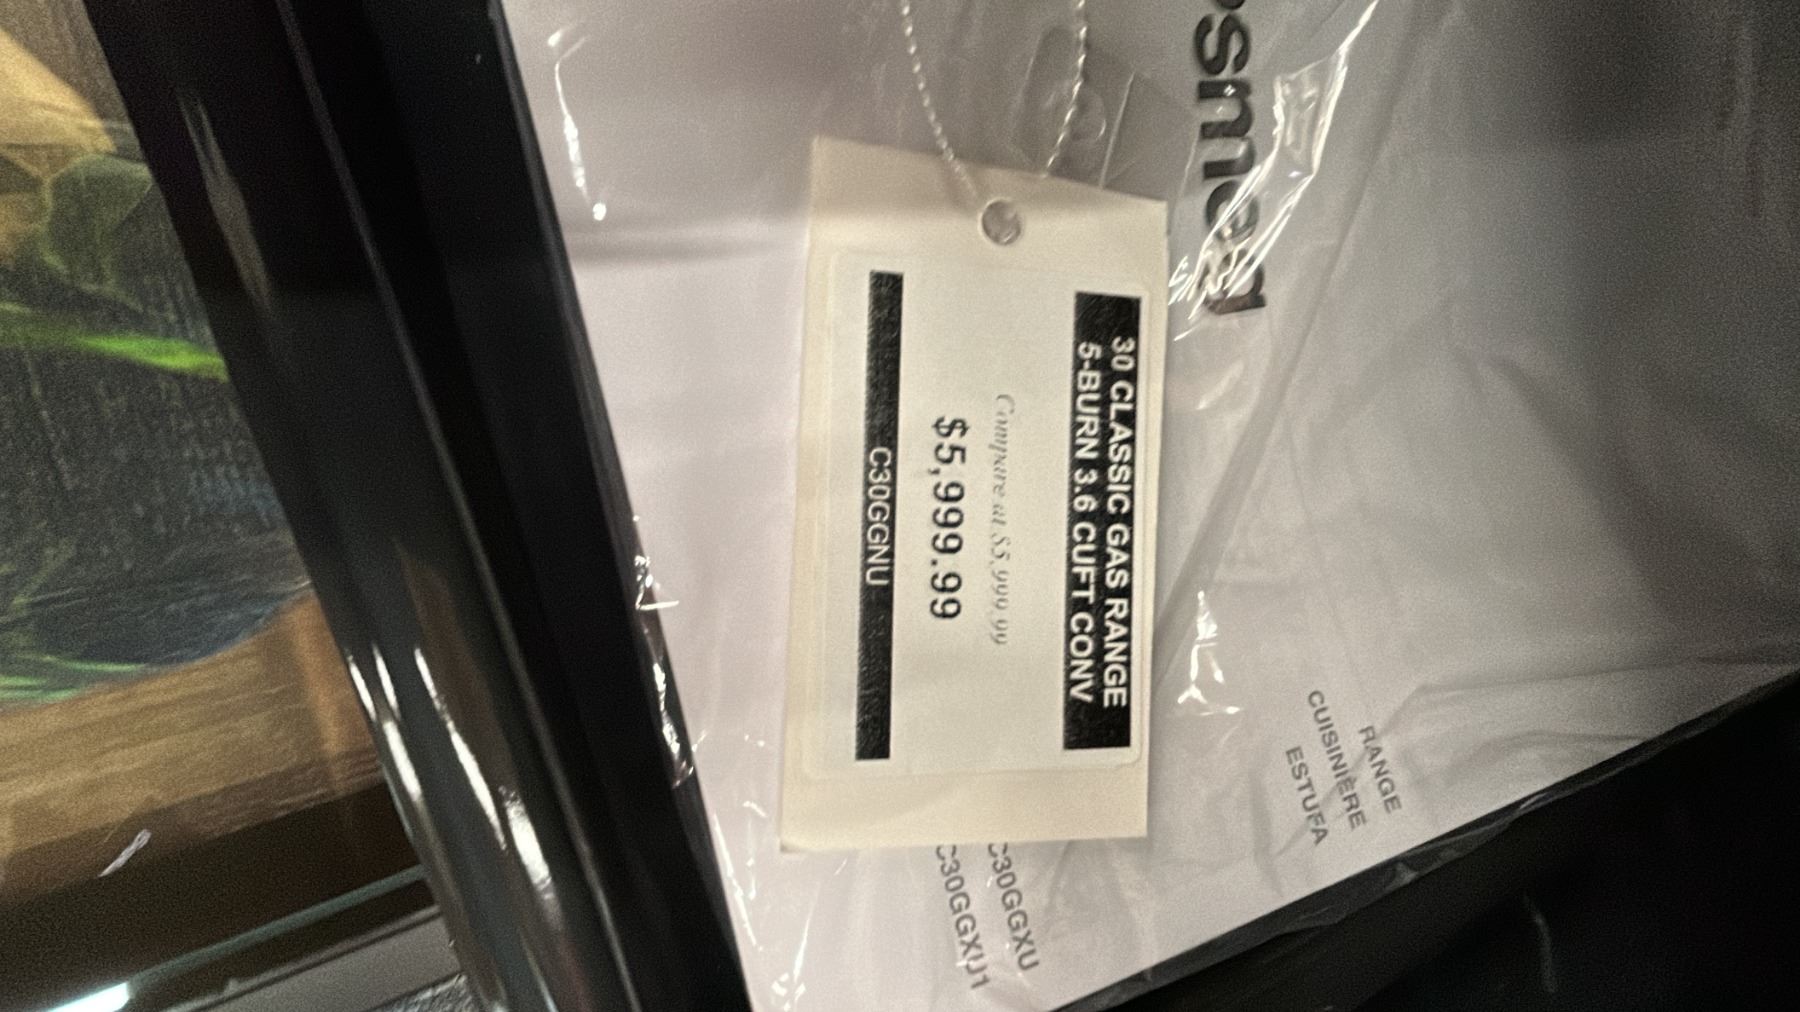 smeg
30 CLASSIC GAS RANGE
5-BURN 3.6 CUFT CONV
Compare at $5,999.99
$5,999.99
C30GGNU
RANGE
CUISINIÈRE
ESTUFA
C30GGXU
C30GGXU1